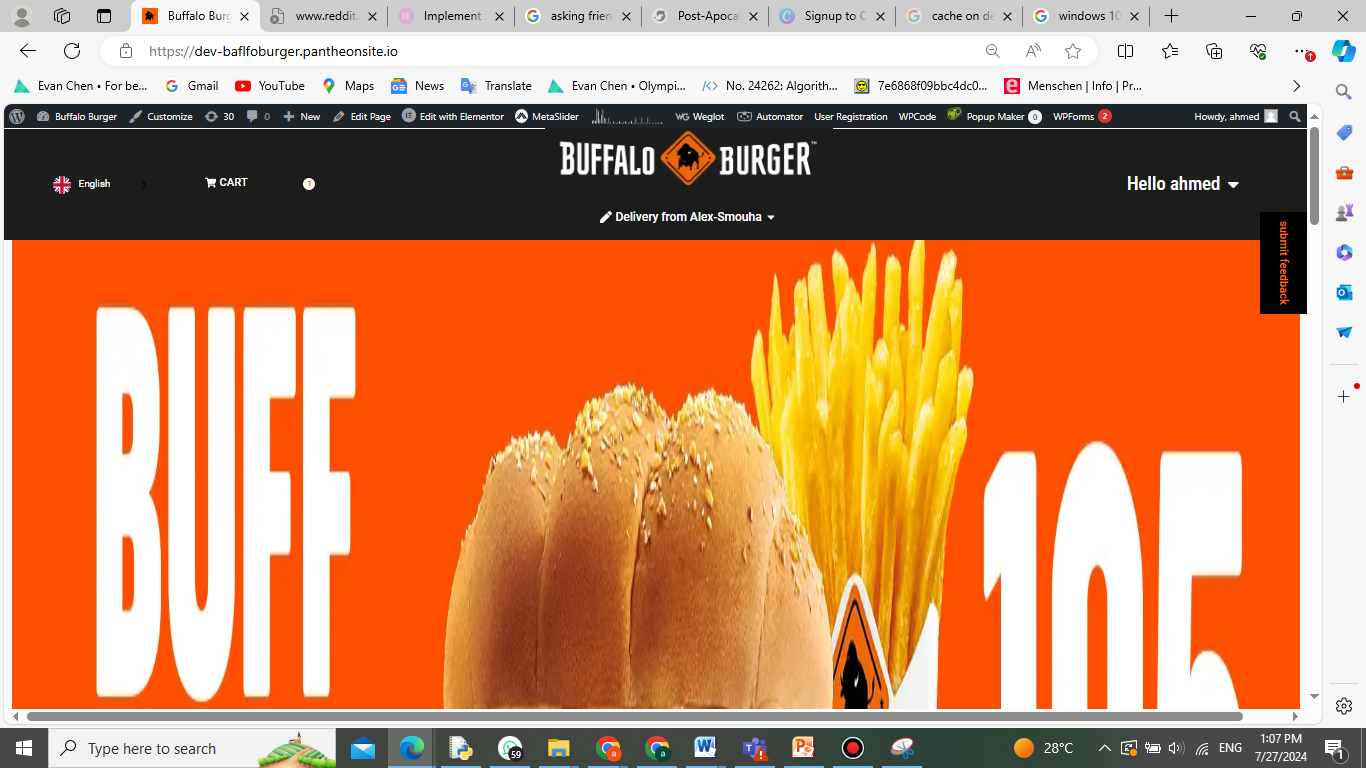 Buffalo Burg
www.reddit.
Implement
asking frien
Post-Apoca
Signup to C
cache on de
windows 10
https://dev-baflfoburger.pantheonsite.io
Evan Chen • For be...
Gmail
YouTube
Maps
News
Translate
Evan Chen • Olympi...
No. 24262: Algorith...
7e6868f09bbc4dc0...
Menschen | Info | Pr...
Buffalo Burger
Customize
30
0
New
Edit Page
Edit with Elementor
MetaSlider
WG Weglot
Automator
User Registration
WPCode
Popup Maker 0
WPForms 2
Howdy, ahmed
English
CART
1
BUFFALO BURGER™
Hello ahmed
Delivery from Alex-Smouha
submit feedback
BUFF
195
Type here to search
59
28°C
ENG
1:07 PM
7/27/2024
1